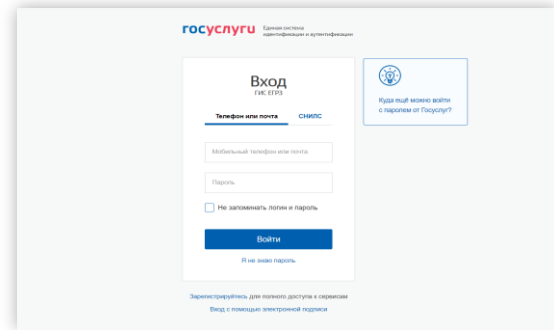 госуслуги
Единая система
идентификации и аутентификации
Вход
ГИС ЕГРЗ
Телефон или почта СНИЛС
Мобильный телефон или почта
Пароль
Не запоминать логин и пароль
Войти
Я не знаю пароль
Куда ещё можно войти
с паролем от Госуслуг?
Зарегистрируйтесь для полного доступа к сервисам
Вход с помощью электронной подписи